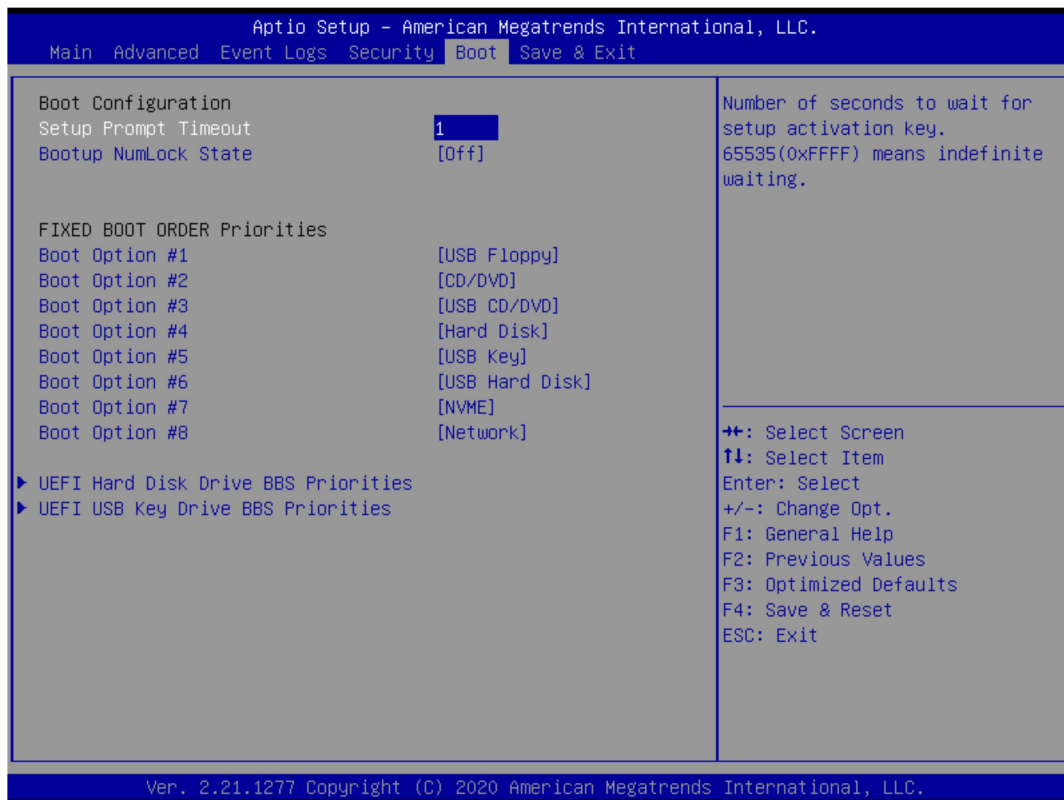 Aptio Setup – American Megatrends International, LLC.
Main Advanced Event Logs Security Boot Save & Exit
Boot Configuration
Setup Prompt Timeout 1
Bootup NumLock State [Off]
FIXED BOOT ORDER Priorities
Boot Option #1 [USB Floppy]
Boot Option #2 [CD/DVD]
Boot Option #3 [USB CD/DVD]
Boot Option #4 [Hard Disk]
Boot Option #5 [USB Key]
Boot Option #6 [USB Hard Disk]
Boot Option #7 [NVME]
Boot Option #8 [Network]
▶ UEFI Hard Disk Drive BBS Priorities
▶ UEFI USB Key Drive BBS Priorities
Number of seconds to wait for
setup activation key.
65535(0xFFFF) means indefinite
waiting.
→←: Select Screen
↑↓: Select Item
Enter: Select
+/-: Change Opt.
F1: General Help
F2: Previous Values
F3: Optimized Defaults
F4: Save & Reset
ESC: Exit
Ver. 2.21.1277 Copyright (C) 2020 American Megatrends International, LLC.